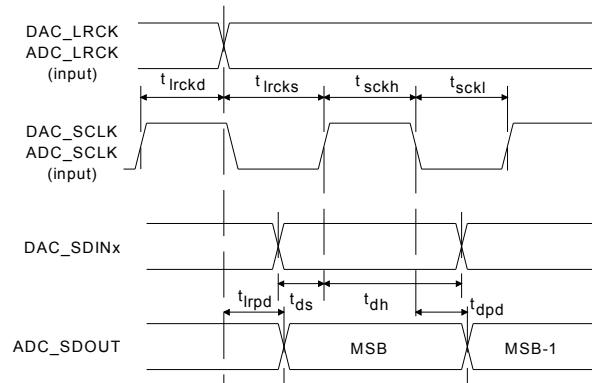 DAC_LRCK
ADC_LRCK
(input)
t lrckd
t lrcks
t sckh
t sckl
DAC_SCLK
ADC_SCLK
(input)
DAC_SDINx
t lrpd
t ds
t dh
t dpd
ADC_SDOUT
MSB
MSB-1